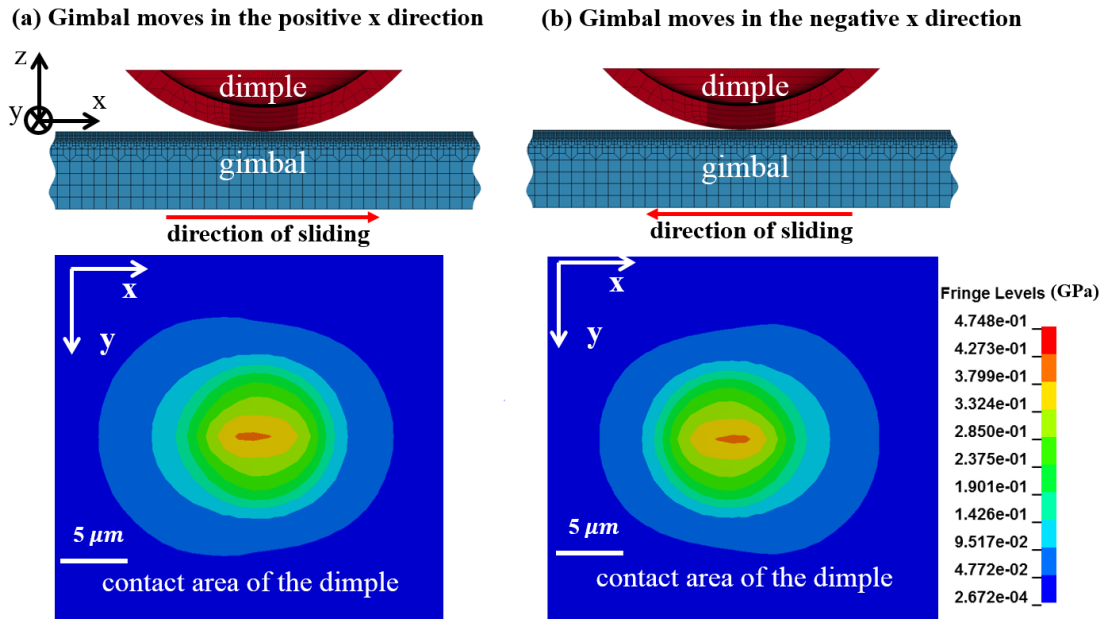 (a) Gimbal moves in the positive x direction
(b) Gimbal moves in the negative x direction
z
y
x
dimple
gimbal
direction of sliding
dimple
gimbal
direction of sliding
x
y
5 μm
contact area of the dimple
x
y
5 μm
contact area of the dimple
Fringe Levels (GPa)
4.748e-01
4.273e-01
3.799e-01
3.324e-01
2.850e-01
2.375e-01
1.901e-01
1.426e-01
9.517e-02
4.772e-02
2.672e-04